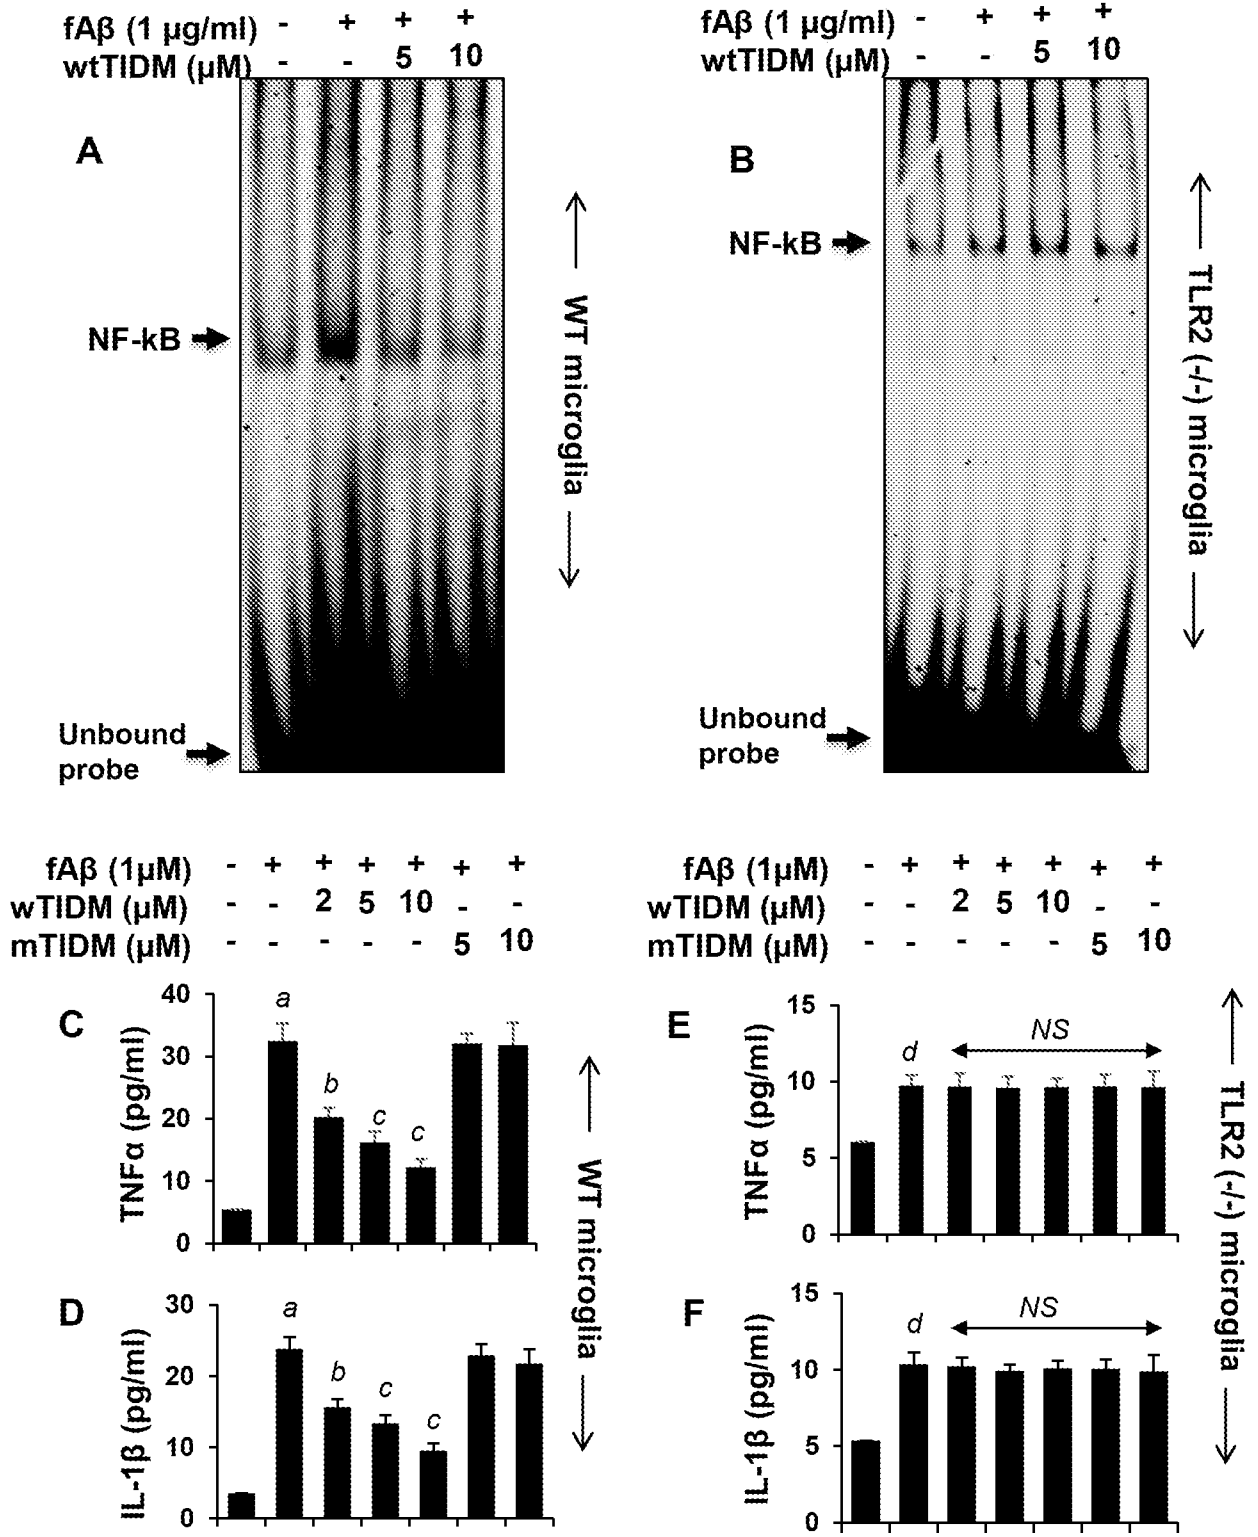 fAβ (1 µg/ml) - + + +
wtTIDM (µM) - - 5 10
A
NF-kB
Unbound
probe
WT microglia
fAβ (1 µg/ml) - + + +
wtTIDM (µM) - - 5 10
B
NF-kB
Unbound
probe
TLR2 (-/-) microglia
fAβ (1µM) - + + + + + +
wTIDM (µM) - - 2 5 10 - -
mTIDM (µM) - - - - - 5 10
C
TNFα (pg/ml)
40
30
20
10
0
a
b
c
c
D
IL-1β (pg/ml)
30
20
10
0
a
b
c
c
WT microglia
fAβ (1µM) - + + + + + +
wTIDM (µM) - - 2 5 10 - -
mTIDM (µM) - - - - - 5 10
E
TNFα (pg/ml)
15
10
5
0
d
NS
F
IL-1β (pg/ml)
15
10
5
0
d
NS
TLR2 (-/-) microglia